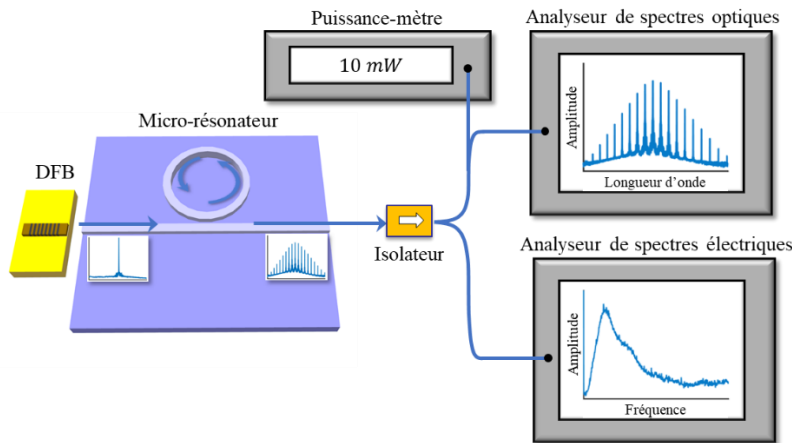 Puissance-mètre
10 mW
Analyseur de spectres optiques
Amplitude
Longueur d'onde
Micro-résonateur
DFB
Isolateur
Analyseur de spectres électriques
Amplitude
Fréquence